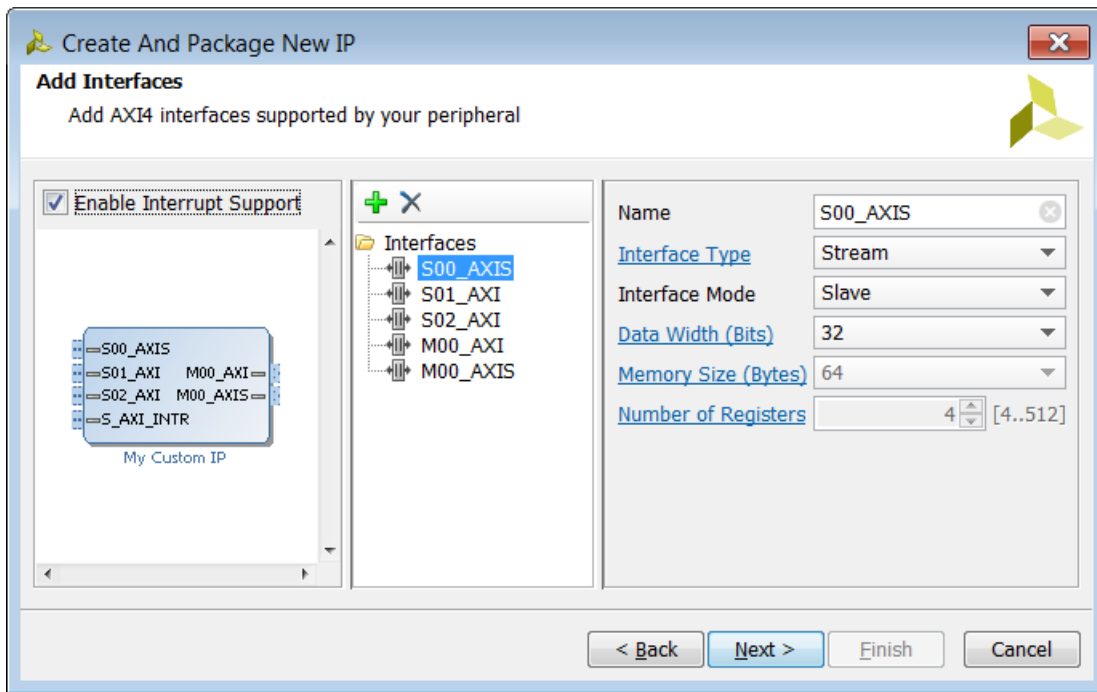 Create And Package New IP
Add Interfaces
Add AXI4 interfaces supported by your peripheral
Enable Interrupt Support
S00_AXIS
S01_AXI M00_AXI
S02_AXI M00_AXIS
S_AXI_INTR
My Custom IP
Interfaces
S00_AXIS
S01_AXI
S02_AXI
M00_AXI
M00_AXIS
Name S00_AXIS
Interface Type Stream
Interface Mode Slave
Data Width (Bits) 32
Memory Size (Bytes) 64
Number of Registers 4 [4..512]
< Back Next > Finish Cancel